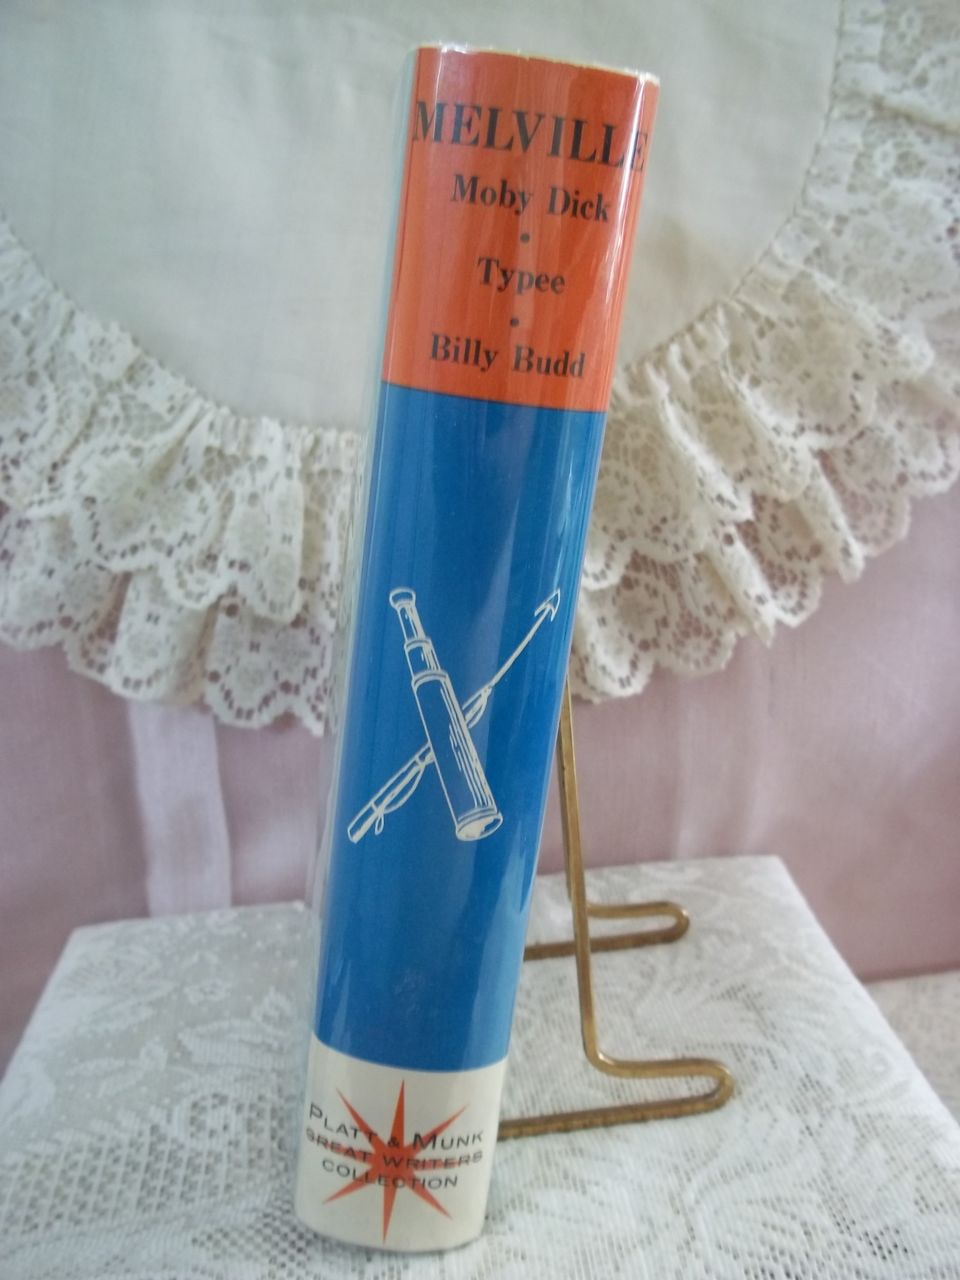 MELVILLE
Moby Dick
•
Typee
•
Billy Budd
PLATT & MUNK
GREAT WRITERS
COLLECTION